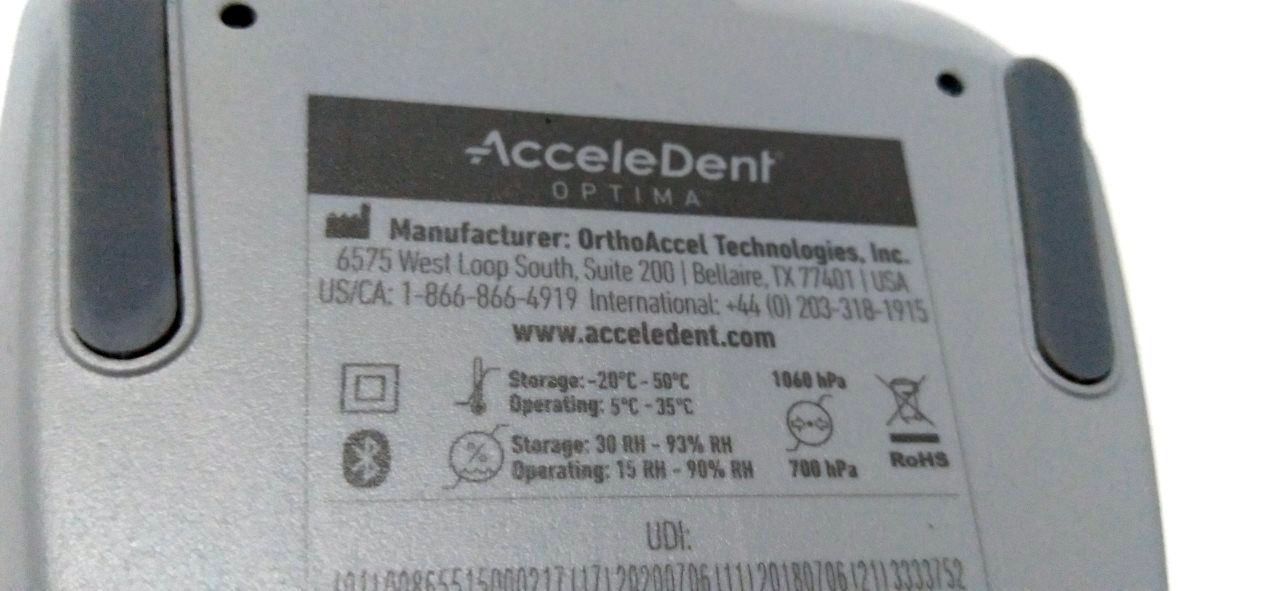 AcceleDent
OPTIMA
Manufacturer: OrthoAccel Technologies, Inc.
6575 West Loop South, Suite 200 | Bellaire, TX 77401 | USA
US/CA: 1-866-866-4919 International: +44 (0) 203-318-1915
www.acceledent.com
Storage: -20°C - 50°C
Operating: 5°C - 35°C
1060 hPa
%
Storage: 30 RH - 93% RH
Operating: 15 RH - 90% RH
700 hPa
RoHS
UDI: